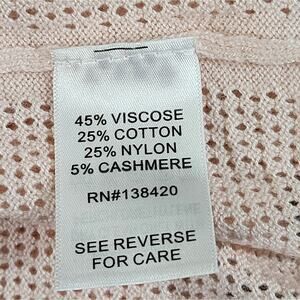 45% VISCOSE
25% COTTON
25% NYLON
5% CASHMERE
RN#138420
SEE REVERSE
FOR CARE